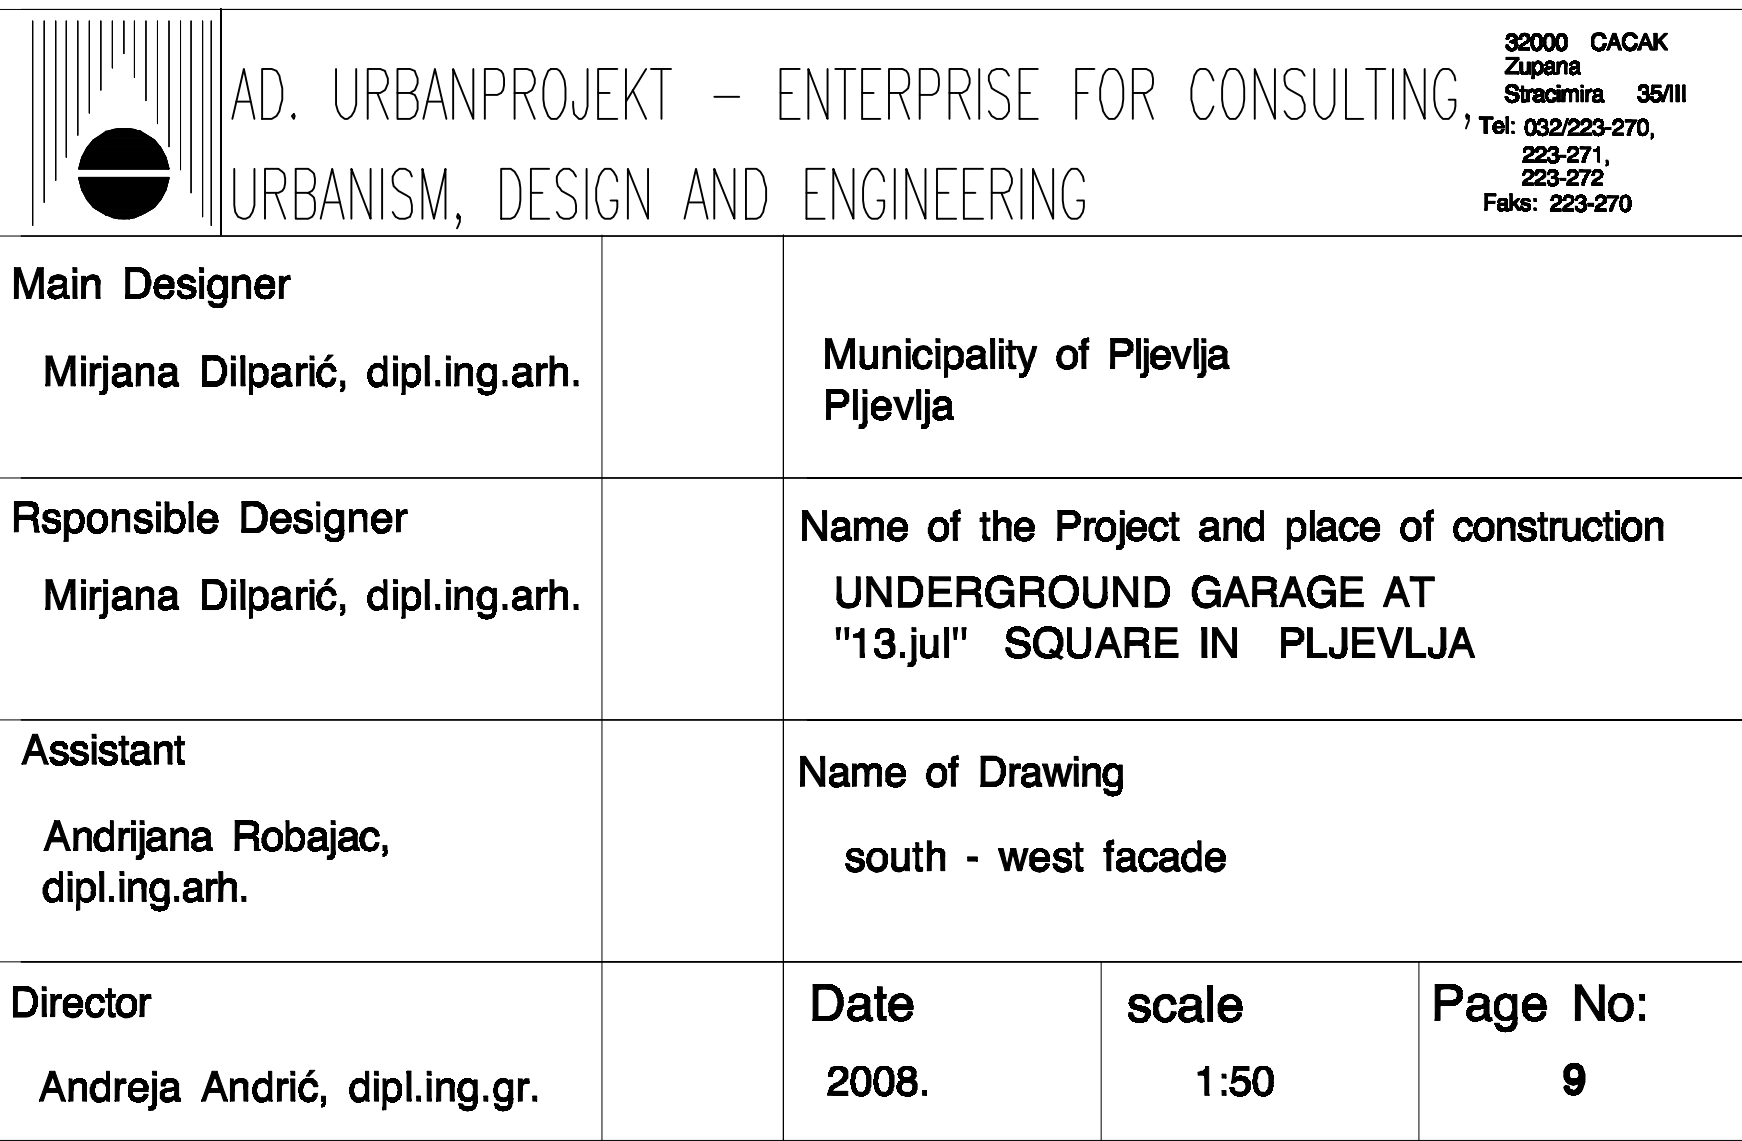 AD. URBANPROJEKT – ENTERPRISE FOR CONSULTING,
URBANISM, DESIGN AND ENGINEERING
32000 CACAK
Zupana
Stracimira 35/III
Tel: 032/223-270,
223-271,
223-272
Faks: 223-270
Main Designer
Mirjana Dilparić, dipl.ing.arh.
Municipality of Pljevlja
Pljevlja
Rsponsible Designer
Mirjana Dilparić, dipl.ing.arh.
Name of the Project and place of construction
UNDERGROUND GARAGE AT
"13.jul" SQUARE IN PLJEVLJA
Assistant
Andrijana Robajac,
dipl.ing.arh.
Name of Drawing
south - west facade
Director
Andreja Andrić, dipl.ing.gr.
Date
2008.
scale
1:50
Page No:
9